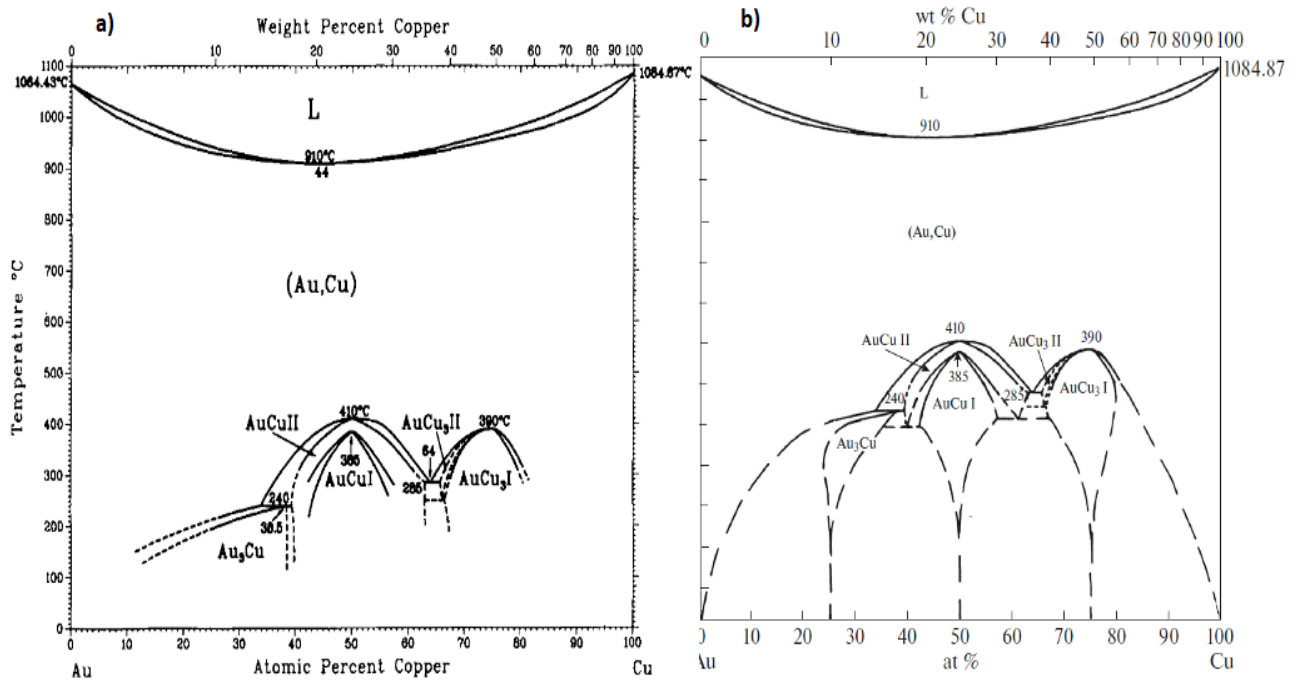 a)
Weight Percent Copper
0 10 20 30 40 50 60 70 80 90 100
1100
1064.43°C
1084.87°C
L
1000
910°C
44
900
800
700
(Au,Cu)
600
500
Temperature °C
400
AuCuII
410°C
AuCu₃II
390°C
300
385
AuCuI
64
285
AuCu₃I
240
38.5
200
Au₃Cu
100
0
0 10 20 30 40 50 60 70 80 90 100
Au
Atomic Percent Copper
Cu
b)
wt % Cu
0 10 20 30 40 50 60 70 80 90 100
1084.87
L
910
(Au,Cu)
410
AuCu II
AuCu₃ II
390
385
240
AuCu I
285
AuCu₃ I
Au₃Cu
0 10 20 30 40 50 60 70 80 90 100
Au
at %
Cu